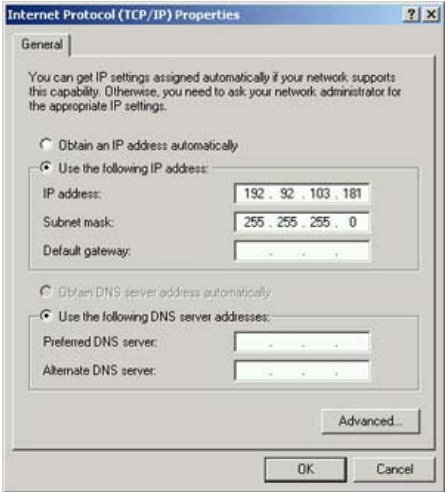 Internet Protocol (TCP/IP) Properties
General
You can get IP settings assigned automatically if your network supports
this capability. Otherwise, you need to ask your network administrator for
the appropriate IP settings.
Obtain an IP address automatically
Use the following IP address:
IP address: 192 . 92 . 103 . 181
Subnet mask: 255 . 255 . 255 . 0
Default gateway: . . .
Obtain DNS server address automatically
Use the following DNS server addresses:
Preferred DNS server: . . .
Alternate DNS server: . . .
Advanced...
OK Cancel